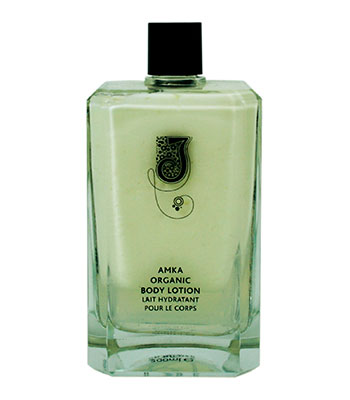 AMKA
ORGANIC
BODY LOTION
LAIT HYDRATANT
POUR LE CORPS